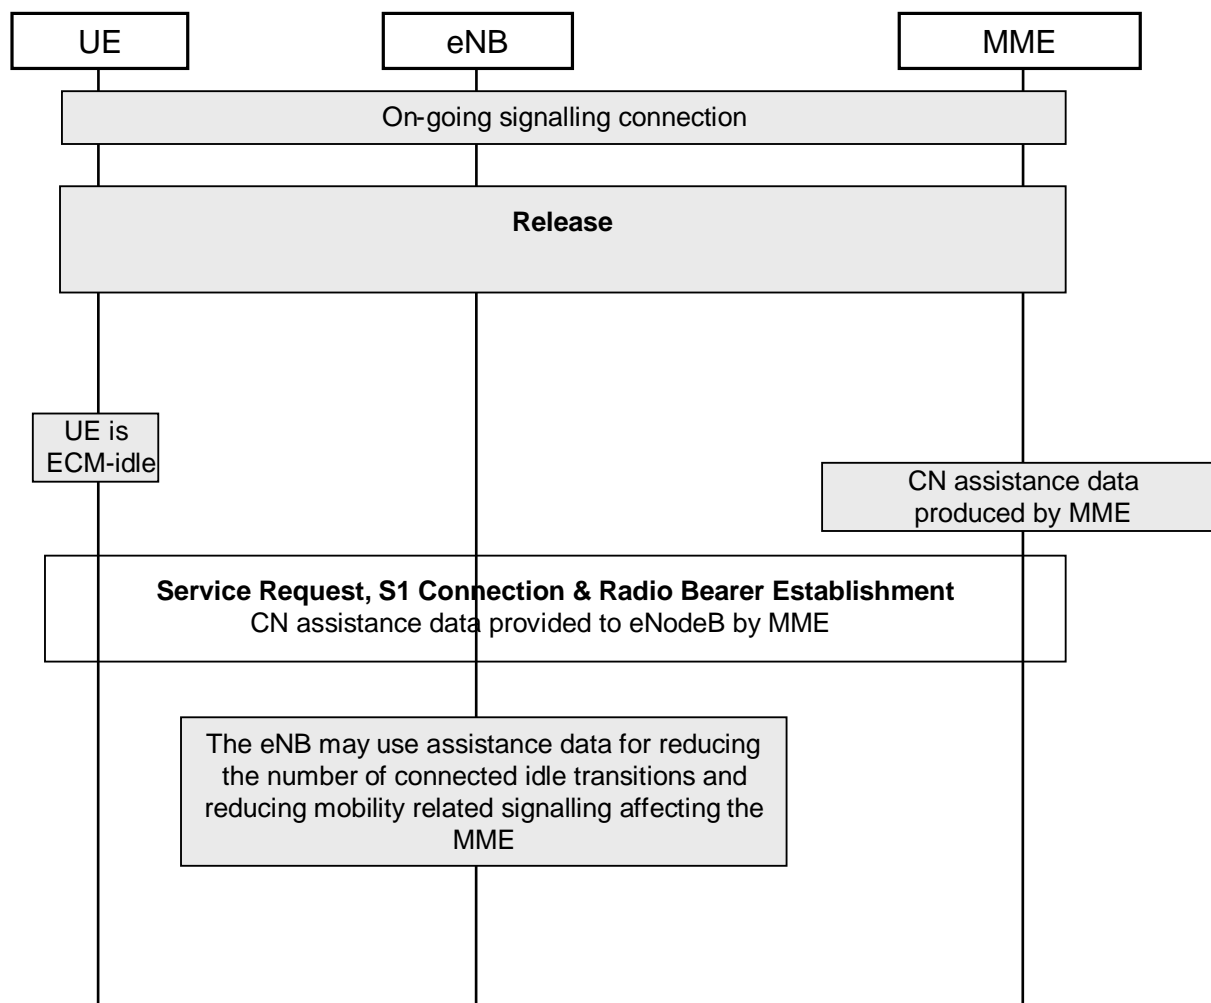 UE
eNB
MME
On-going signalling connection
Release
UE is
ECM-idle
CN assistance data
produced by MME
Service Request, S1 Connection & Radio Bearer Establishment
CN assistance data provided to eNodeB by MME
The eNB may use assistance data for reducing
the number of connected idle transitions and
reducing mobility related signalling affecting the
MME